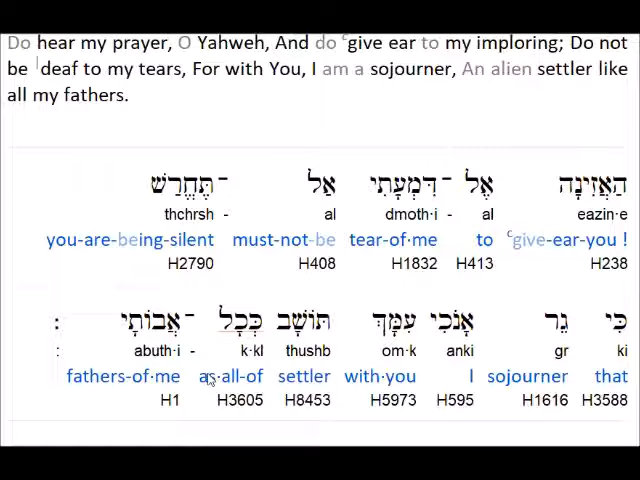 Do hear my prayer, O Yahweh, And do ᶜgive ear to my imploring; Do not
be ˡdeaf to my tears, For with You, I am a sojourner, An alien settler like
all my fathers.
הַאֲזִינָה אֶל ־ דִּמְעָתִי אַל ־ תֶּחֱרַשׁ
eazin·e al - dmoth·i al - thchrsh
ᶜgive-ear-you ! to tear-of·me must-not-be you-are-being-silent
H238 H413 H1832 H408 H2790
כִּי גֵר אָנֹכִי עִמָּךְ תּוֹשָׁב כְּכָל ־ אֲבוֹתָי :
ki gr anki om·k thushb k·kl - abuth·i :
that sojourner I with·you settler as·all-of fathers-of·me
H3588 H1616 H595 H5973 H8453 H3605 H1